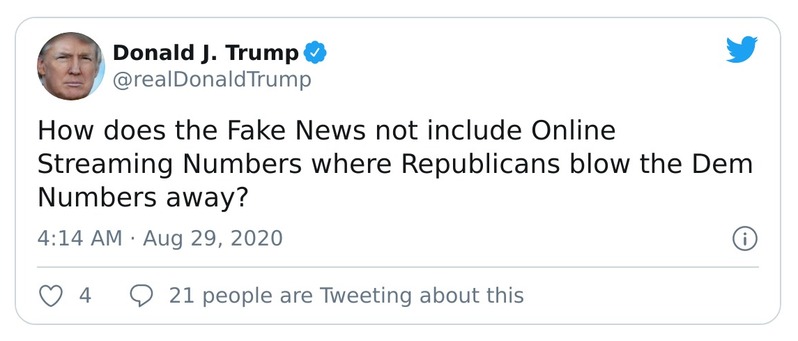 Donald J. Trump
@realDonaldTrump
How does the Fake News not include Online
Streaming Numbers where Republicans blow the Dem
Numbers away?
4:14 AM · Aug 29, 2020
4
21 people are Tweeting about this